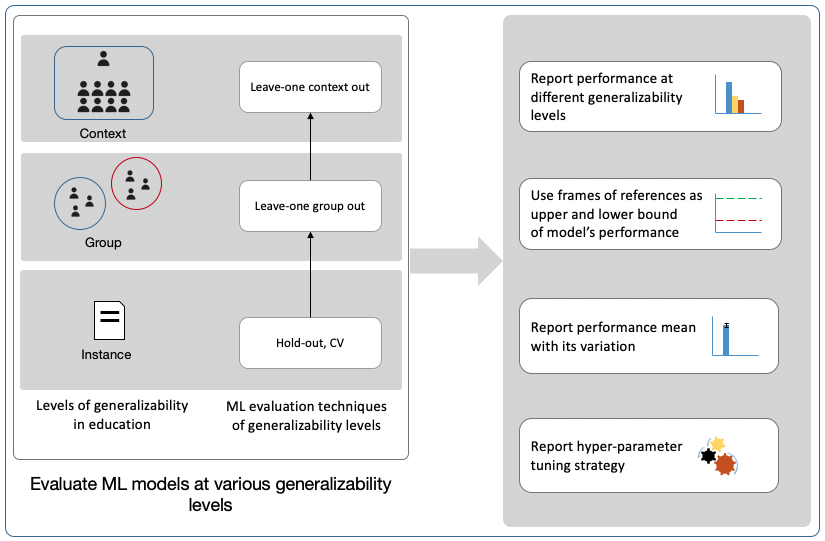 Context
Leave-one context out
Group
Leave-one group out
Instance
Hold-out, CV
Levels of generalizability
in education
ML evaluation techniques
of generalizability levels
Evaluate ML models at various generalizability
levels
Report performance at
different generalizability
levels
Use frames of references as
upper and lower bound
of model’s performance
Report performance mean
with its variation
Report hyper-parameter
tuning strategy